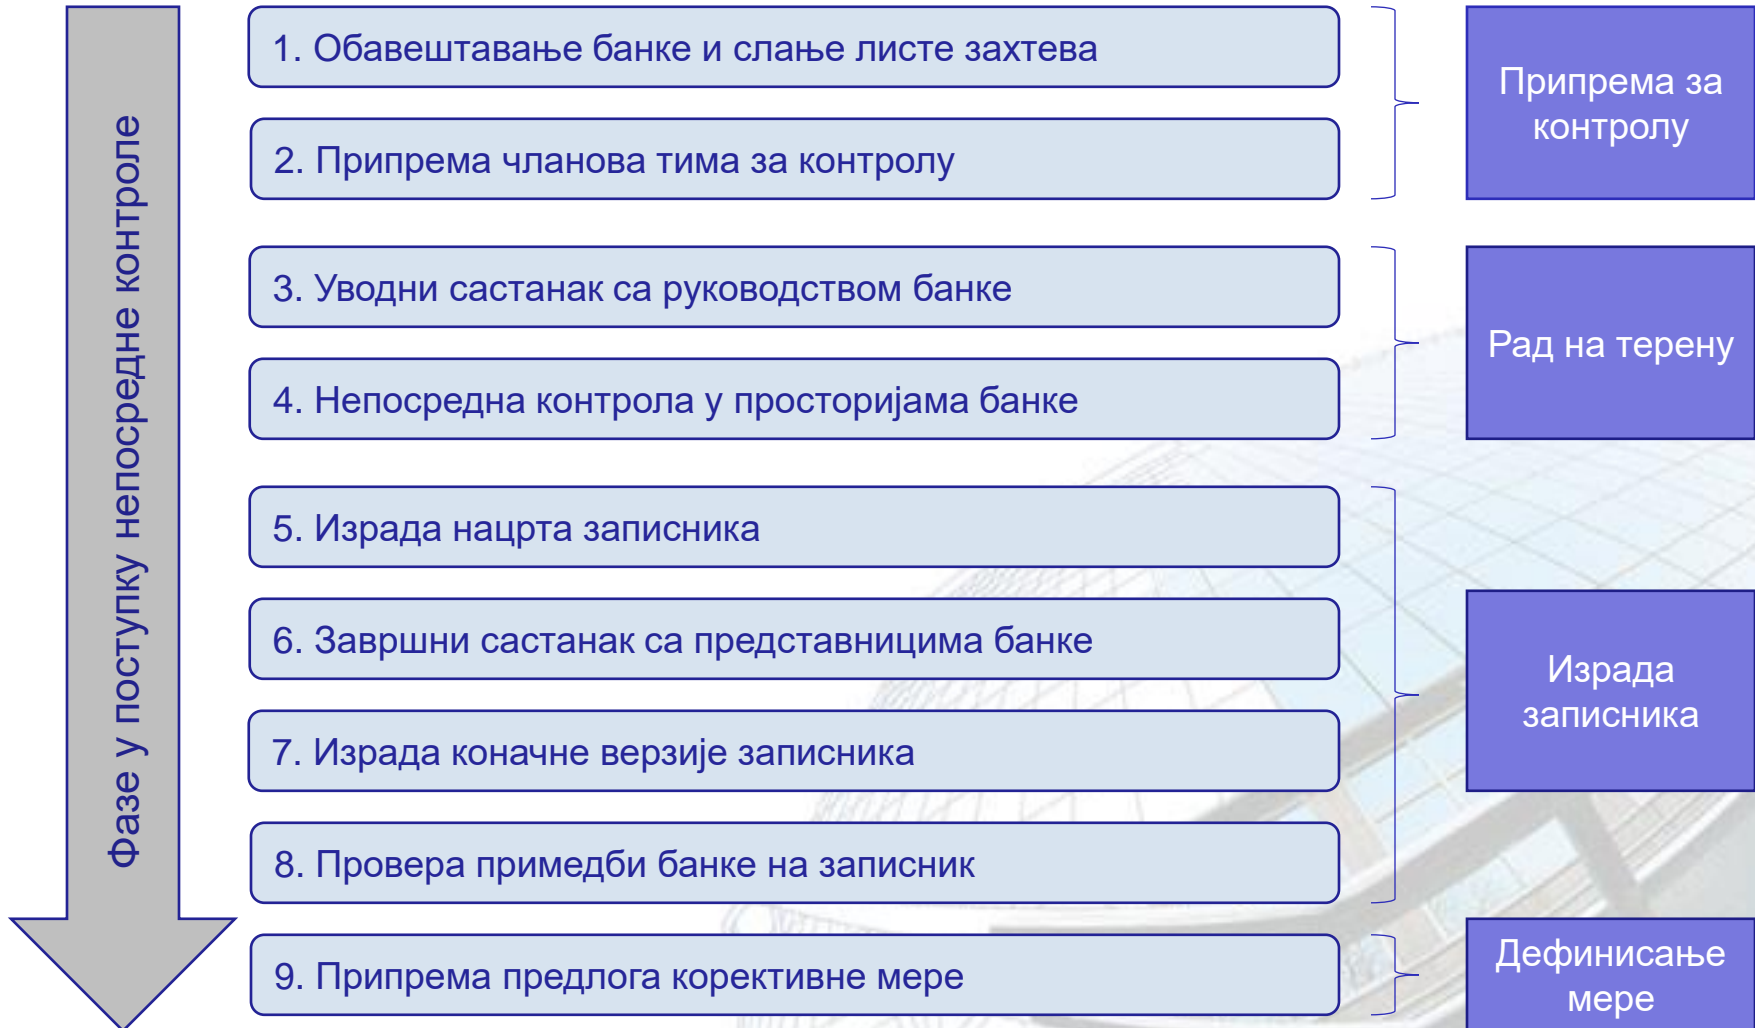 Фазе у поступку непосредне контроле
1. Обавештавање банке и слање листе захтева
2. Припрема чланова тима за контролу
Припрема за
контролу
3. Уводни састанак са руководством банке
4. Непосредна контрола у просторијама банке
Рад на терену
5. Израда нацрта записника
6. Завршни састанак са представницима банке
7. Израда коначне верзије записника
8. Провера примедби банке на записник
Израда
записника
9. Припрема предлога корективне мере
Дефинисање
мере